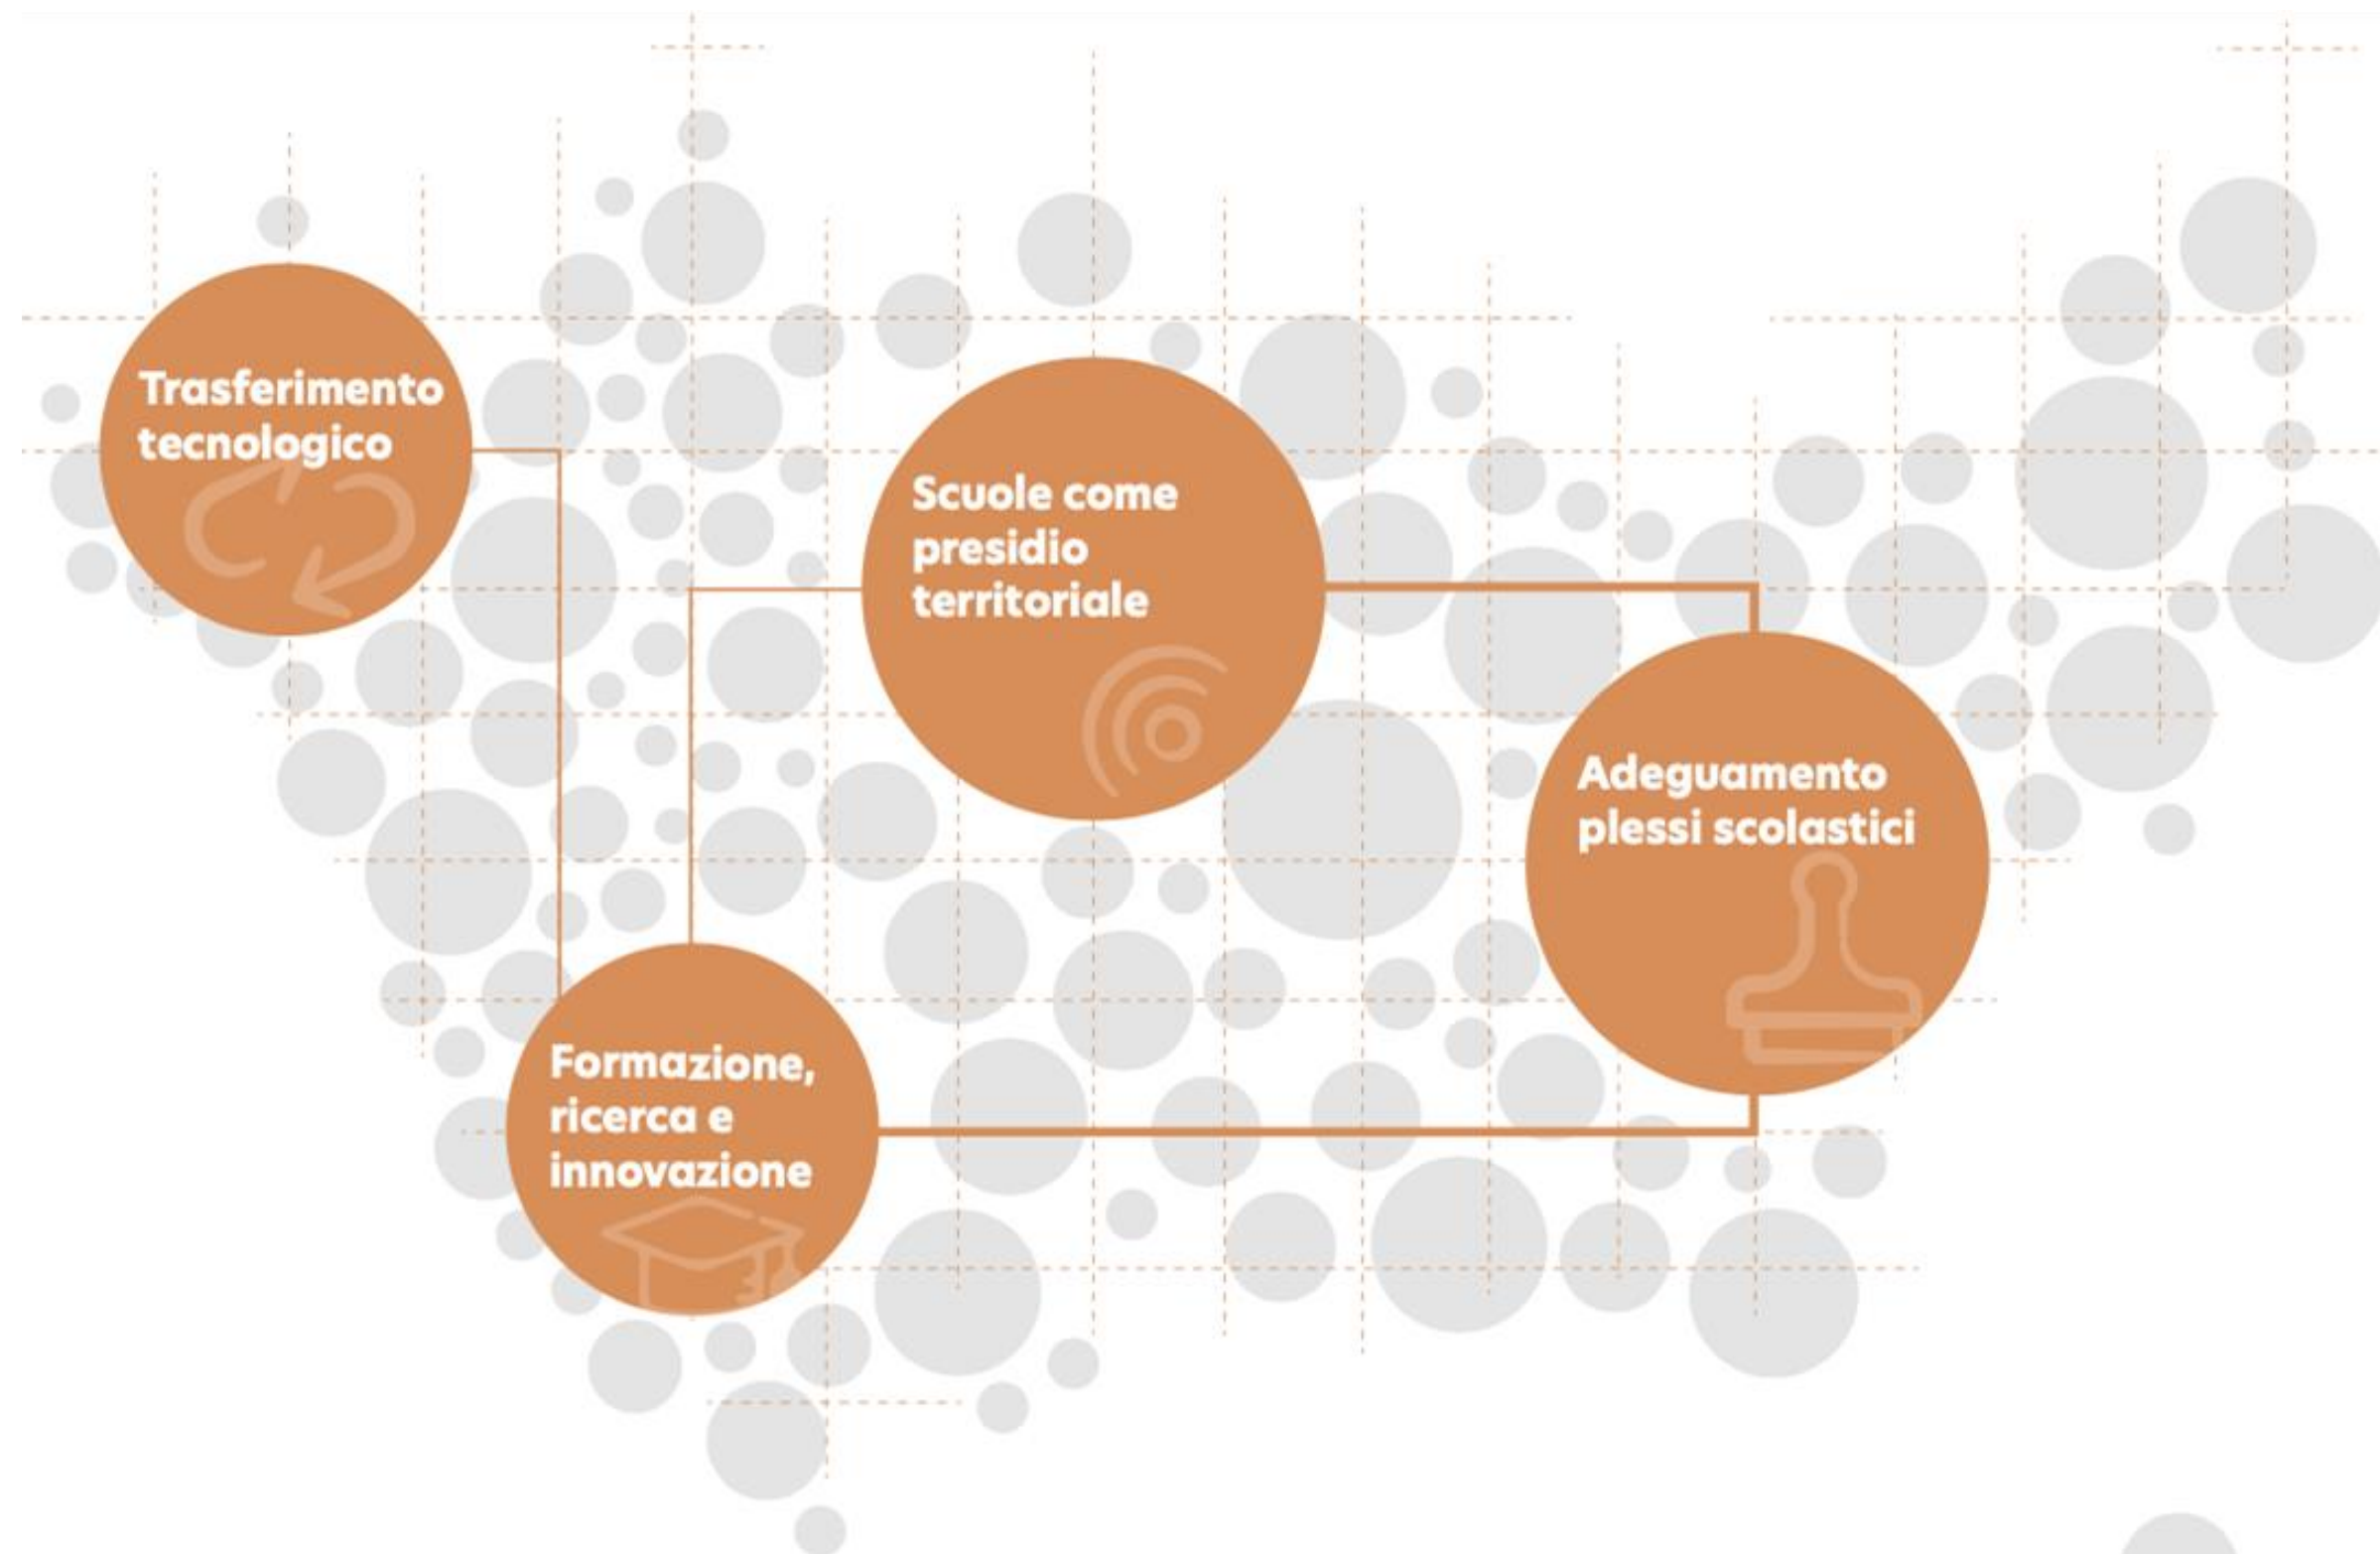 Trasferimento
tecnologico
Scuole come
presidio
territoriale
Adeguamento
plessi scolastici
Formazione,
ricerca e
innovazione